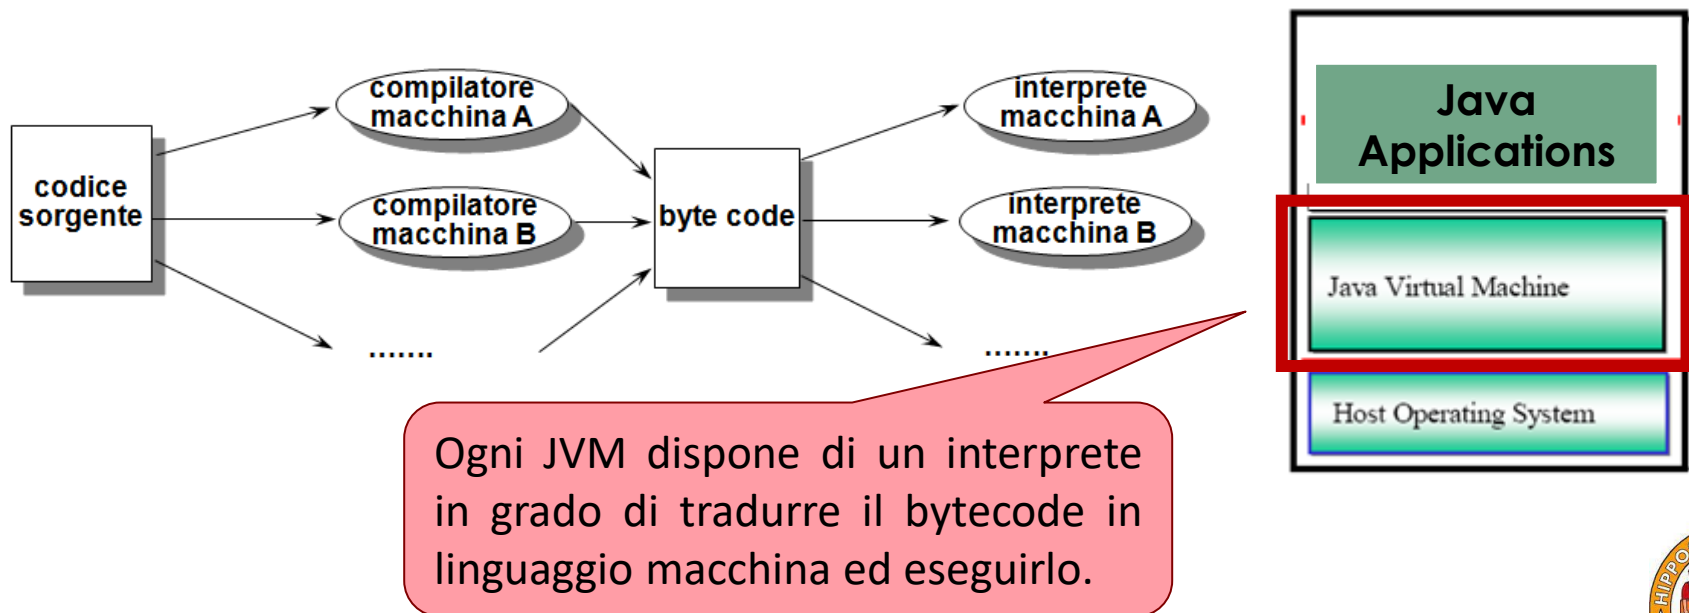 codice
sorgente
compilatore
macchina A
compilatore
macchina B
.......
byte code
interprete
macchina A
interprete
macchina B
.......
Java
Applications
Java Virtual Machine
Host Operating System
Ogni JVM dispone di un interprete
in grado di tradurre il bytecode in
linguaggio macchina ed eseguirlo.